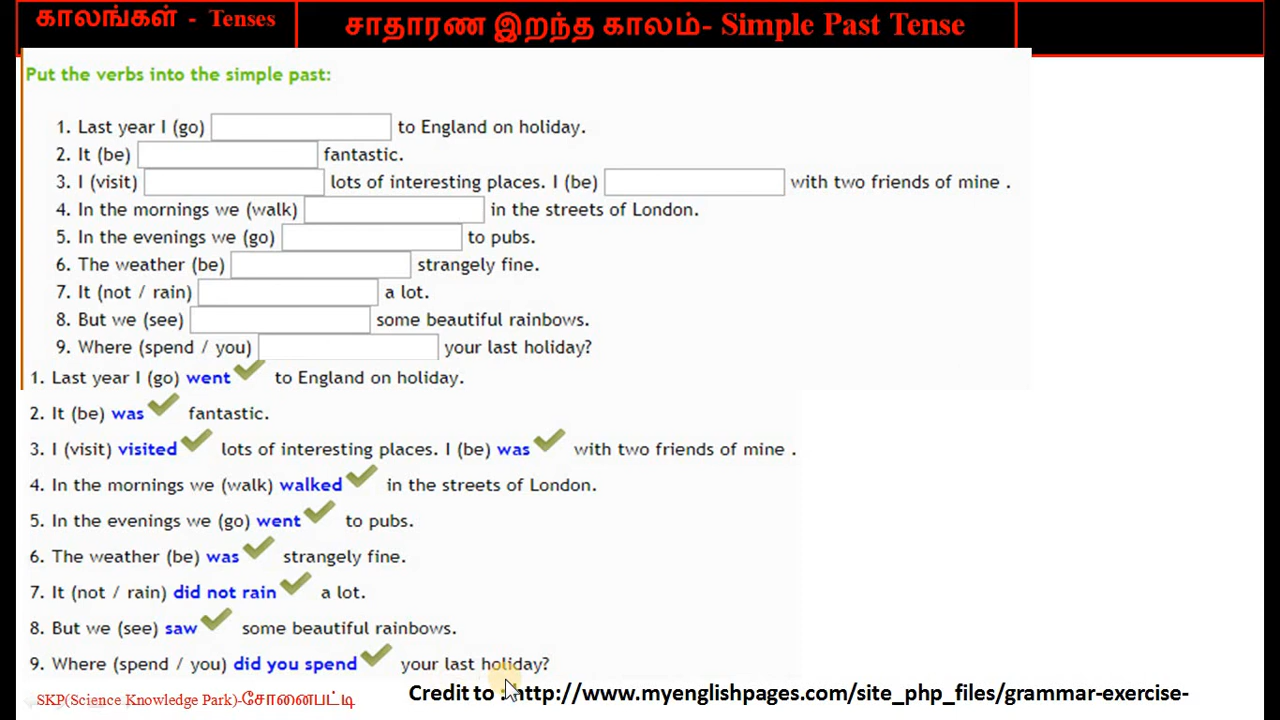 காலங்கள் - Tenses
சாதாரண இறந்த காலம்- Simple Past Tense
Put the verbs into the simple past:
1. Last year I (go) to England on holiday.
2. It (be) fantastic.
3. I (visit) lots of interesting places. I (be) with two friends of mine .
4. In the mornings we (walk) in the streets of London.
5. In the evenings we (go) to pubs.
6. The weather (be) strangely fine.
7. It (not / rain) a lot.
8. But we (see) some beautiful rainbows.
9. Where (spend / you) your last holiday?
1. Last year I (go) went to England on holiday.
2. It (be) was fantastic.
3. I (visit) visited lots of interesting places. I (be) was with two friends of mine .
4. In the mornings we (walk) walked in the streets of London.
5. In the evenings we (go) went to pubs.
6. The weather (be) was strangely fine.
7. It (not / rain) did not rain a lot.
8. But we (see) saw some beautiful rainbows.
9. Where (spend / you) did you spend your last holiday?
SKP(Science Knowledge Park)-சோனைபட்டி
Credit to : http://www.myenglishpages.com/site_php_files/grammar-exercise-